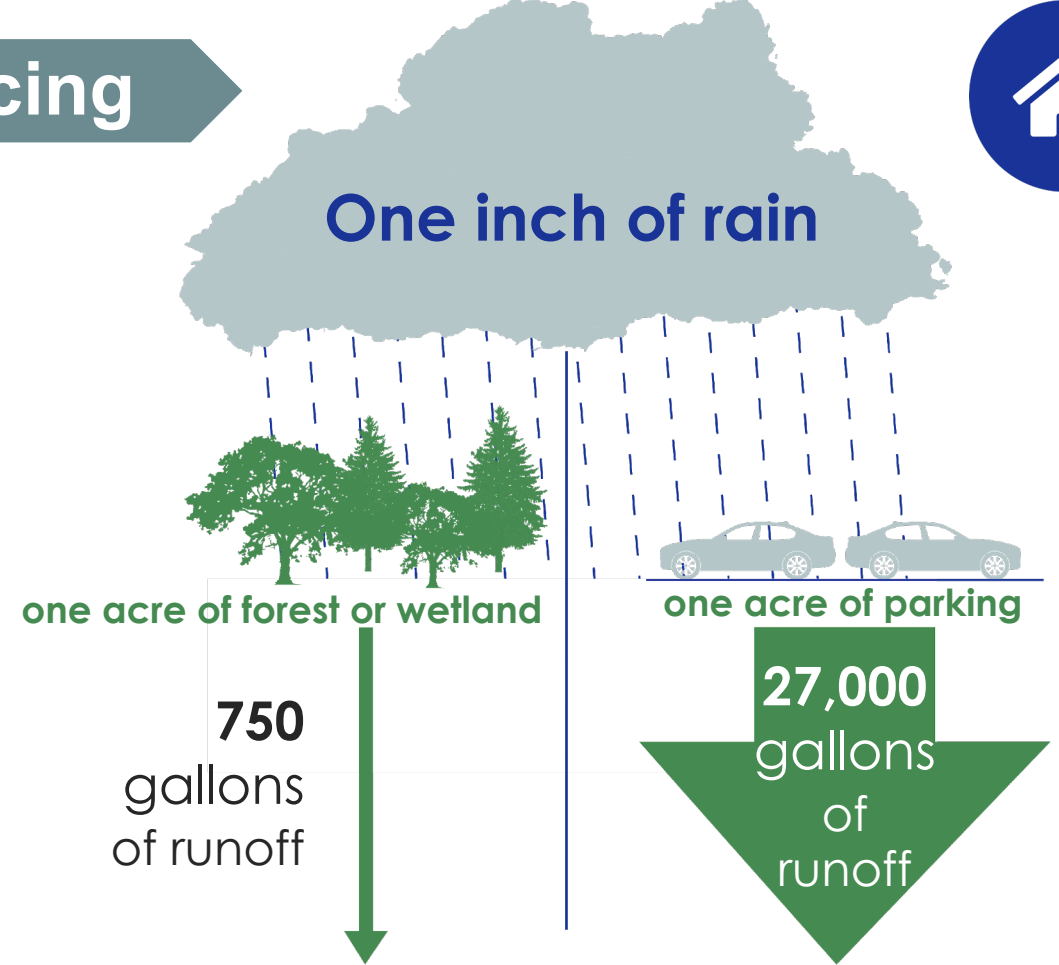 cing
One inch of rain
one acre of forest or wetland
750
gallons
of runoff
one acre of parking
27,000
gallons
of
runoff